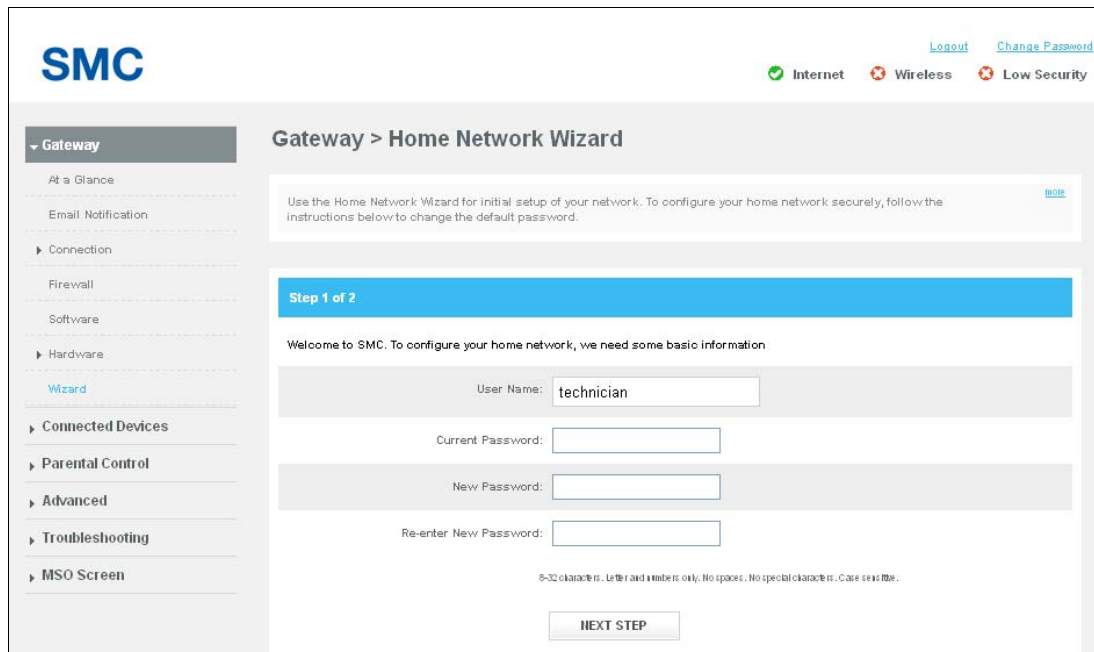 SMC
Logout Change Password
Internet Wireless Low Security
Gateway
At a Glance
Email Notification
Connection
Firewall
Software
Hardware
Wizard
Connected Devices
Parental Control
Advanced
Troubleshooting
MSO Screen
Gateway > Home Network Wizard
Use the Home Network Wizard for initial setup of your network. To configure your home network securely, follow the
instructions below to change the default password.
more
Step 1 of 2
Welcome to SMC. To configure your home network, we need some basic information
User Name: technician
Current Password:
New Password:
Re-enter New Password:
8-32 characters. Letter and numbers only. No spaces. No special characters. Case sensitive.
NEXT STEP